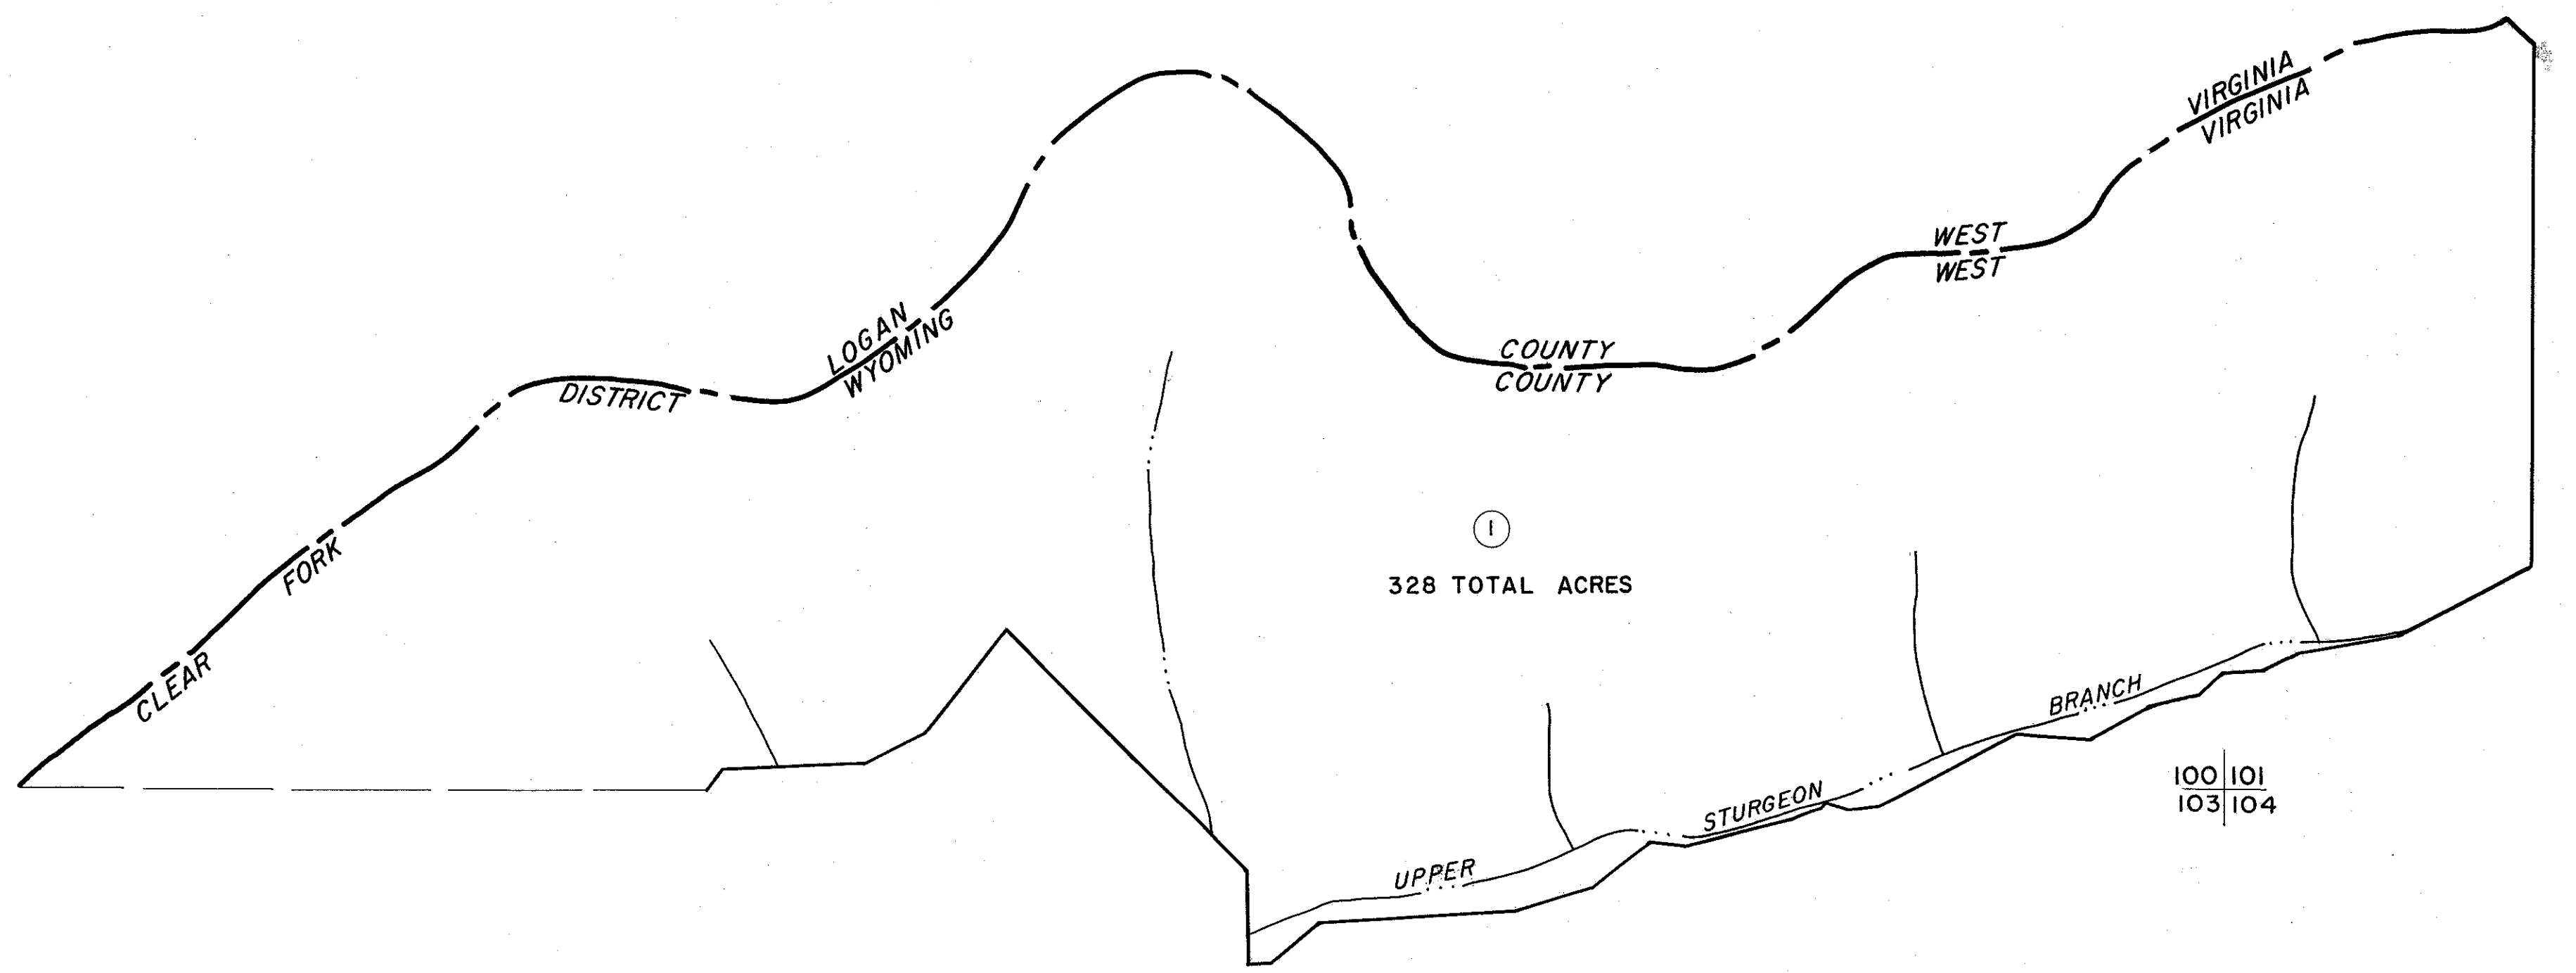 LOGAN COUNTY WEST VIRGINIA
CLEAR FORK DISTRICT WYOMING COUNTY WEST VIRGINIA
1
328 TOTAL ACRES
UPPER STURGEON BRANCH
100 101
103 104